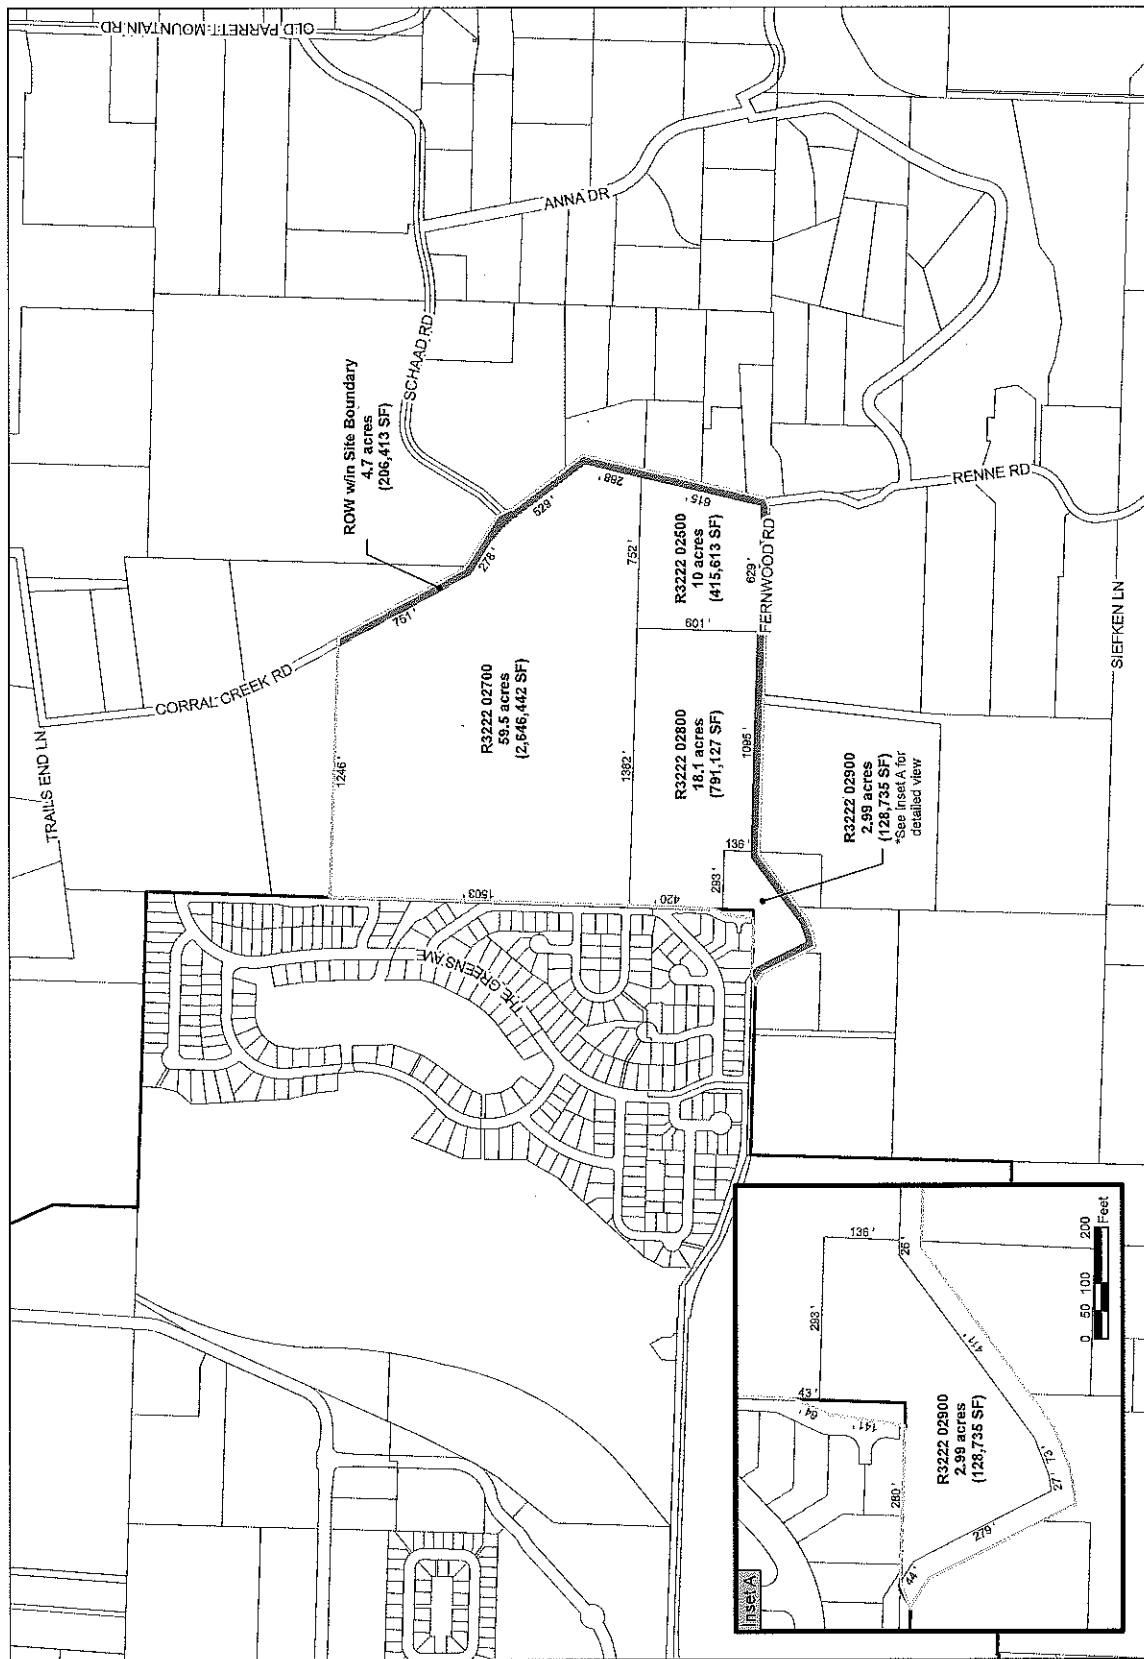 OLD PARRETT MOUNTAIN RD
SCHAAD RD
ANNA DR
ROW w/in Site Boundary
4.7 acres
(206,413 SF)
TRAILS END LN
CORRAL CREEK RD
751'
278'
529'
288'
615'
RENNE RD
SIEFKEN LN
1246'
R3222 02700
59.5 acres
(2,646,442 SF)
752'
R3222 02500
10 acres
(415,613 SF)
629'
FERNWOOD RD
601'
1382'
R3222 02800
18.1 acres
(791,127 SF)
1095'
136'
293'
R3222 02900
2.99 acres
(128,735 SF)
*See Inset A for
detailed view
1503'
420'
THE GREENS AVE
Inset A
136'
293'
26'
43'
64'
141'
411'
280'
R3222 02900
2.99 acres
(128,735 SF)
73'
27'
279'
44'
0 50 100 200
Feet